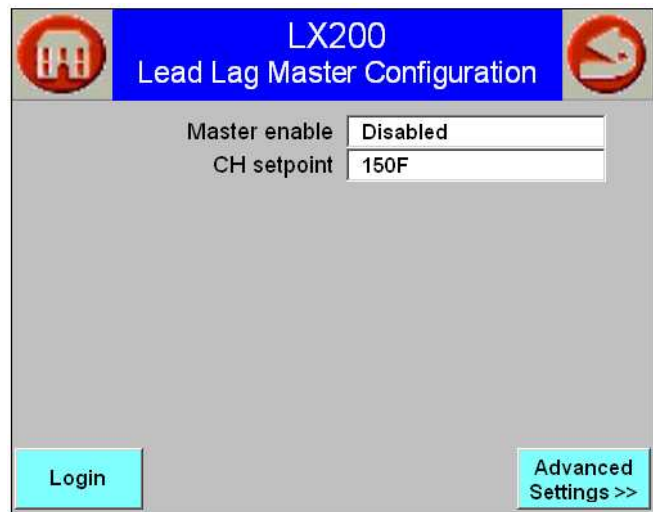 LX200
Lead Lag Master Configuration
Master enable Disabled
CH setpoint 150F
Login
Advanced
Settings >>